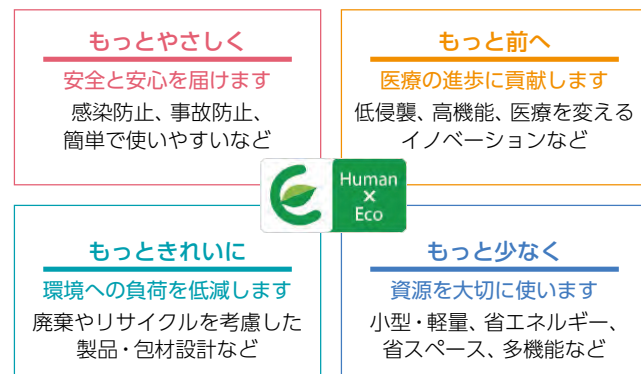 もっとやさしく
安全と安心を届けます
感染防止、事故防止、
簡単で使いやすいなど
もっと前へ
医療の進歩に貢献します
低侵襲、高機能、医療を変える
イノベーションなど
Human
×
Eco
もっときれいに
環境への負荷を低減します
廃棄やリサイクルを考慮した
製品・包材設計など
もっと少なく
資源を大切に使います
小型・軽量、省エネルギー、
省スペース、多機能など